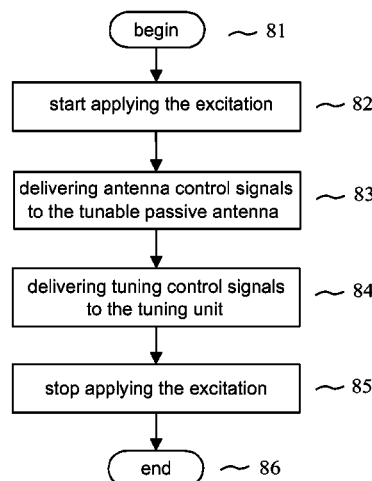 begin
81
start applying the excitation
82
delivering antenna control signals
to the tunable passive antenna
83
delivering tuning control signals
to the tuning unit
84
stop applying the excitation
85
end
86